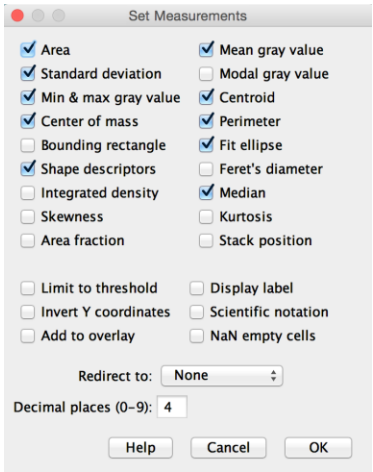 Set Measurements
Area Mean gray value
Standard deviation Modal gray value
Min & max gray value Centroid
Center of mass Perimeter
Bounding rectangle Fit ellipse
Shape descriptors Feret's diameter
Integrated density Median
Skewness Kurtosis
Area fraction Stack position
Limit to threshold Display label
Invert Y coordinates Scientific notation
Add to overlay NaN empty cells
Redirect to: None
Decimal places (0-9): 4
Help Cancel OK